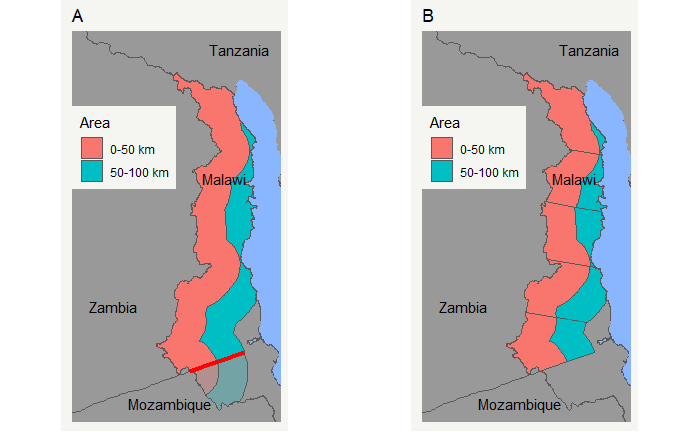 A
Tanzania
Area
0-50 km
50-100 km
Malawi
Zambia
Mozambique
B
Tanzania
Area
0-50 km
50-100 km
Malawi
Zambia
Mozambique